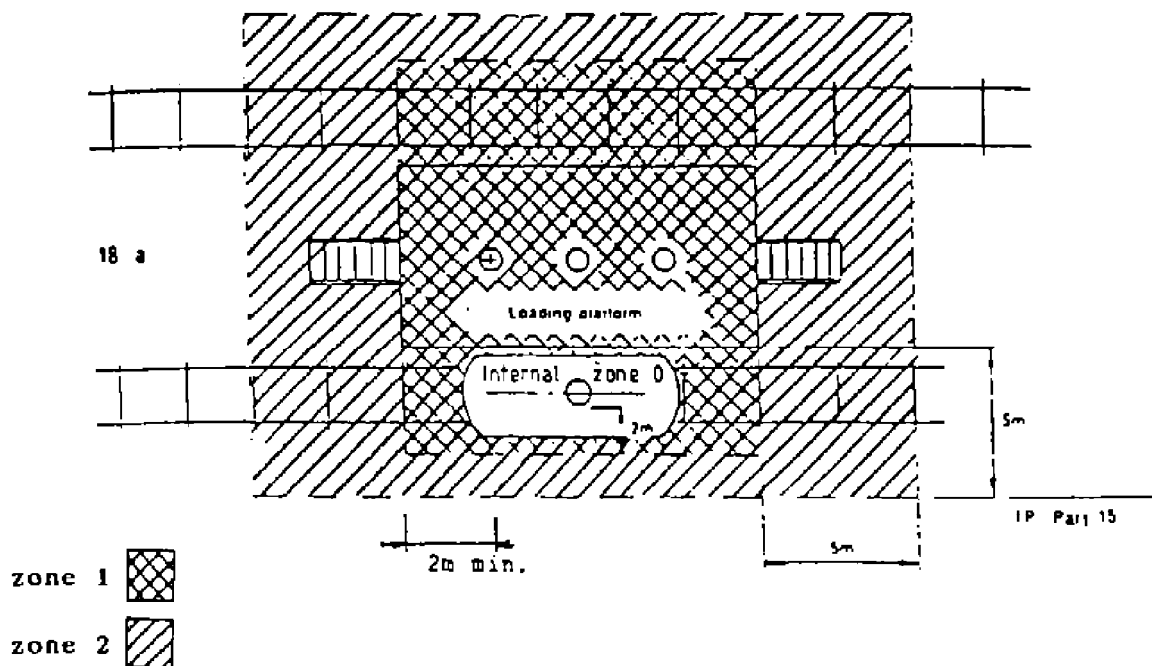 18 a
Loading platform
Internal zone 0
2m
5m
IP Part 15
2m min.
5m
zone 1
zone 2